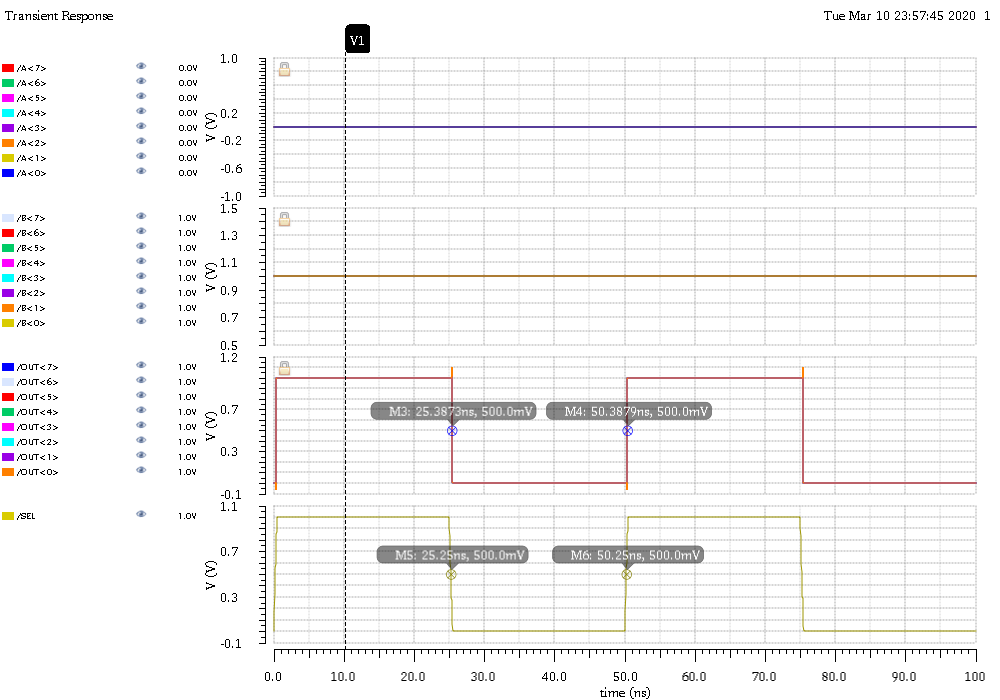 Transient Response
Tue Mar 10 23:57:45 2020 1
V1
/A<7> 0.0V
/A<6> 0.0V
/A<5> 0.0V
/A<4> 0.0V
/A<3> 0.0V
/A<2> 0.0V
/A<1> 0.0V
/A<0> 0.0V
V (V)
1.0
0.2
-0.2
-0.6
-1.0
/B<7> 1.0V
/B<6> 1.0V
/B<5> 1.0V
/B<4> 1.0V
/B<3> 1.0V
/B<2> 1.0V
/B<1> 1.0V
/B<0> 1.0V
V (V)
1.5
1.3
1.1
0.9
0.7
0.5
/OUT<7> 1.0V
/OUT<6> 1.0V
/OUT<5> 1.0V
/OUT<4> 1.0V
/OUT<3> 1.0V
/OUT<2> 1.0V
/OUT<1> 1.0V
/OUT<0> 1.0V
V (V)
1.2
0.7
0.3
-0.1
M3: 25.3873ns, 500.0mV
M4: 50.3879ns, 500.0mV
/SEL 1.0V
V (V)
1.1
0.7
0.3
-0.1
M5: 25.25ns, 500.0mV
M6: 50.25ns, 500.0mV
0.0 10.0 20.0 30.0 40.0 50.0 60.0 70.0 80.0 90.0 100
time (ns)